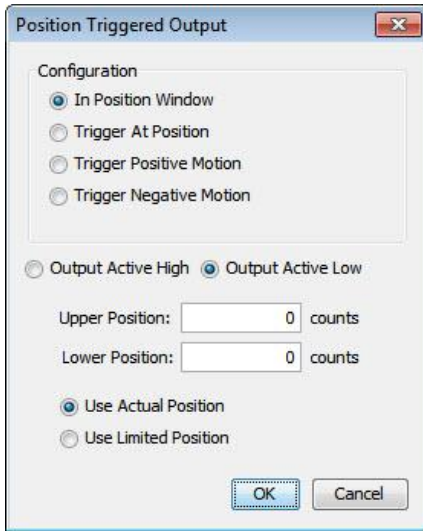 Position Triggered Output
Configuration
In Position Window
Trigger At Position
Trigger Positive Motion
Trigger Negative Motion
Output Active High Output Active Low
Upper Position: 0 counts
Lower Position: 0 counts
Use Actual Position
Use Limited Position
OK Cancel